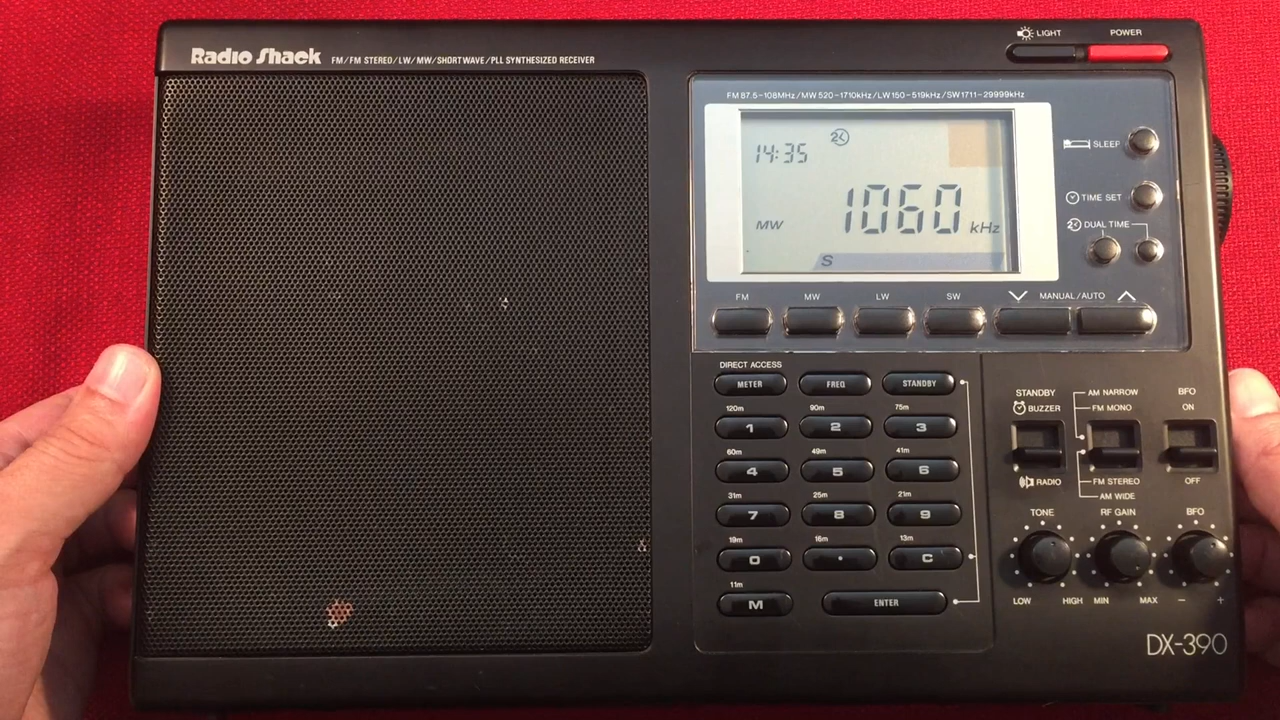 Radio Shack FM/FM STEREO/LW/MW/SHORTWAVE/PLL SYNTHESIZED RECEIVER
LIGHT POWER
FM 87.5-108MHz/MW 520-1710kHz/LW 150-519kHz/SW 1711-29999kHz
14:35 2
SLEEP
MW 1060 kHz
TIME SET
2 DUAL TIME
S
FM MW LW SW MANUAL/AUTO
DIRECT ACCESS
METER FREQ STANDBY
120m 90m 75m
1 2 3
60m 49m 41m
4 5 6
31m 25m 21m
7 8 9
19m 16m 13m
0 . C
11m
M ENTER
STANDBY AM NARROW BFO
BUZZER FM MONO ON
RADIO FM STEREO OFF
AM WIDE
TONE RF GAIN BFO
LOW HIGH MIN MAX − +
DX-390